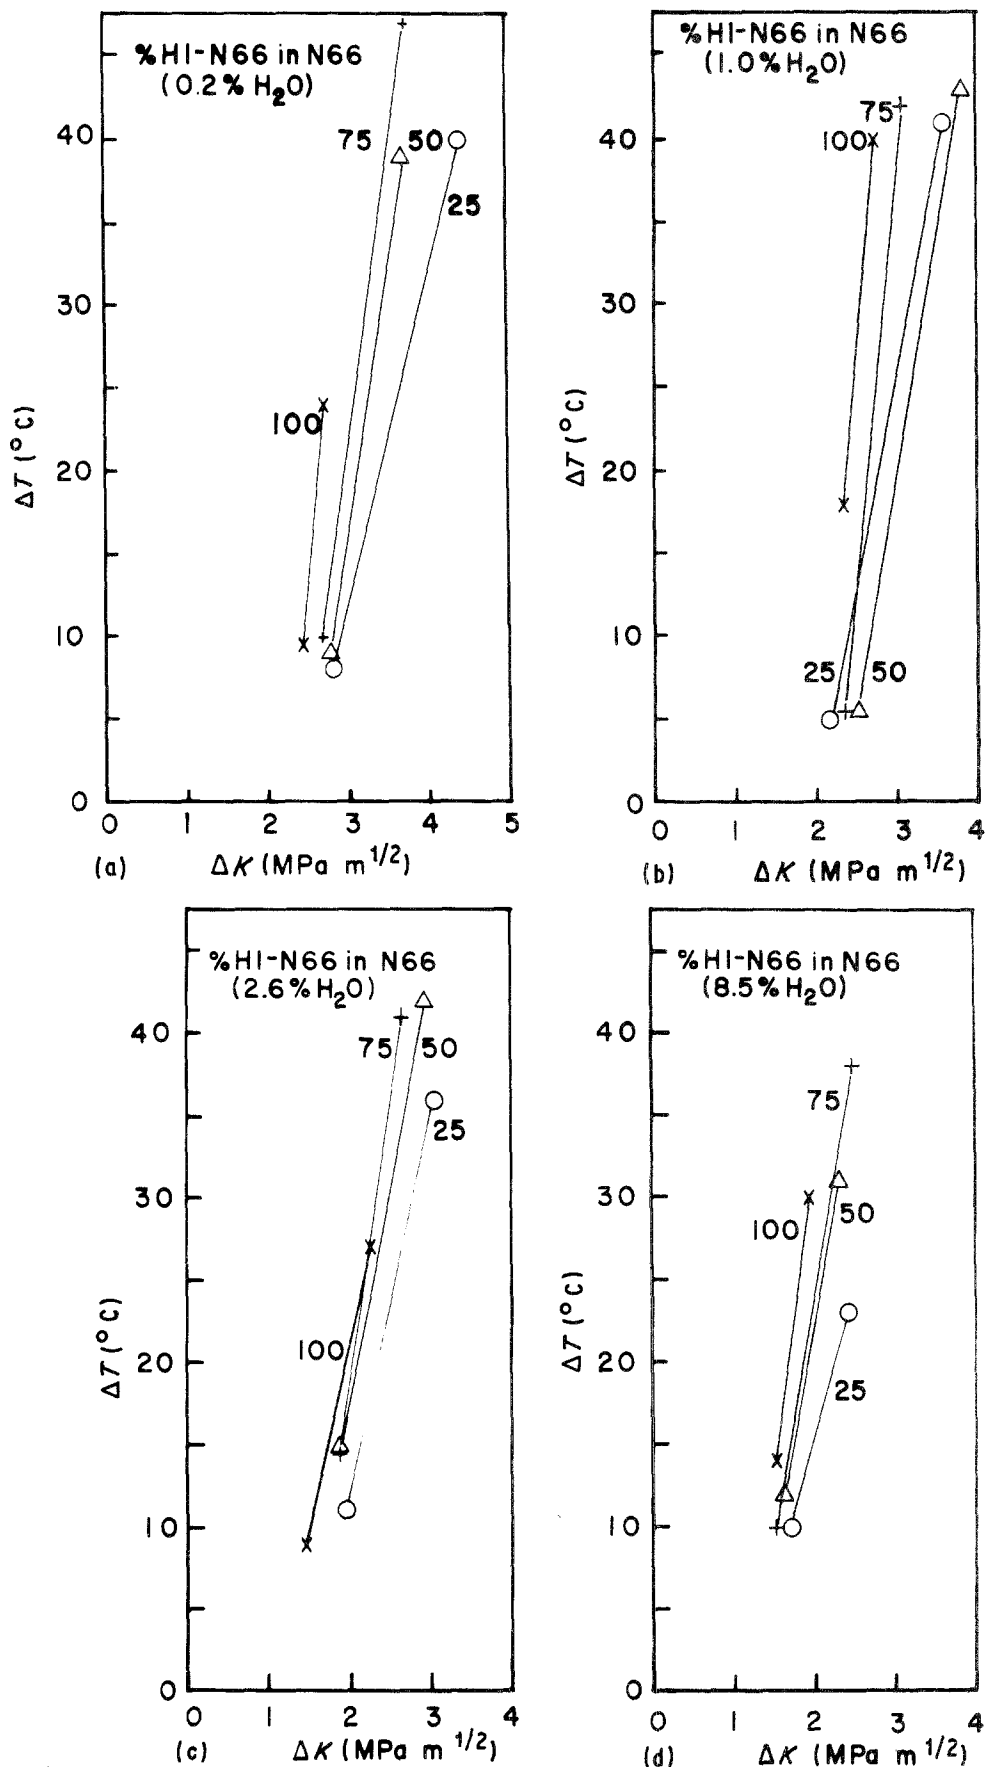 %HI-N66 in N66
(0.2% H₂O)
40
30
20
10
0
ΔT (°C)
75
50
25
100
0 1 2 3 4 5
(a) ΔK (MPa m^1/2)
%HI-N66 in N66
(1.0% H₂O)
40
30
20
10
0
ΔT (°C)
75
100
25
50
0 1 2 3 4
(b) ΔK (MPa m^1/2)
%HI-N66 in N66
(2.6% H₂O)
40
30
20
10
0
ΔT (°C)
75
50
25
100
0 1 2 3 4
(c) ΔK (MPa m^1/2)
%HI-N66 in N66
(8.5% H₂O)
40
30
20
10
0
ΔT (°C)
75
100
50
25
0 1 2 3 4
(d) ΔK (MPa m^1/2)